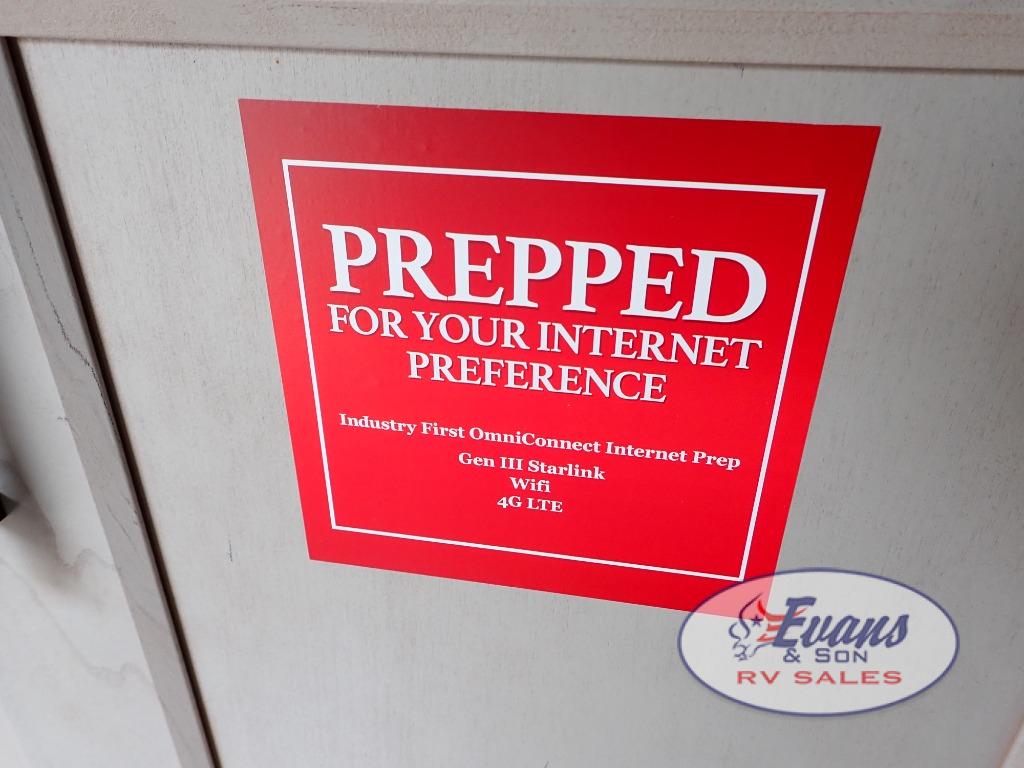 PREPPED
FOR YOUR INTERNET
PREFERENCE
Industry First OmniConnect Internet Prep
Gen III Starlink
Wifi
4G LTE
Evans
& Son
RV SALES